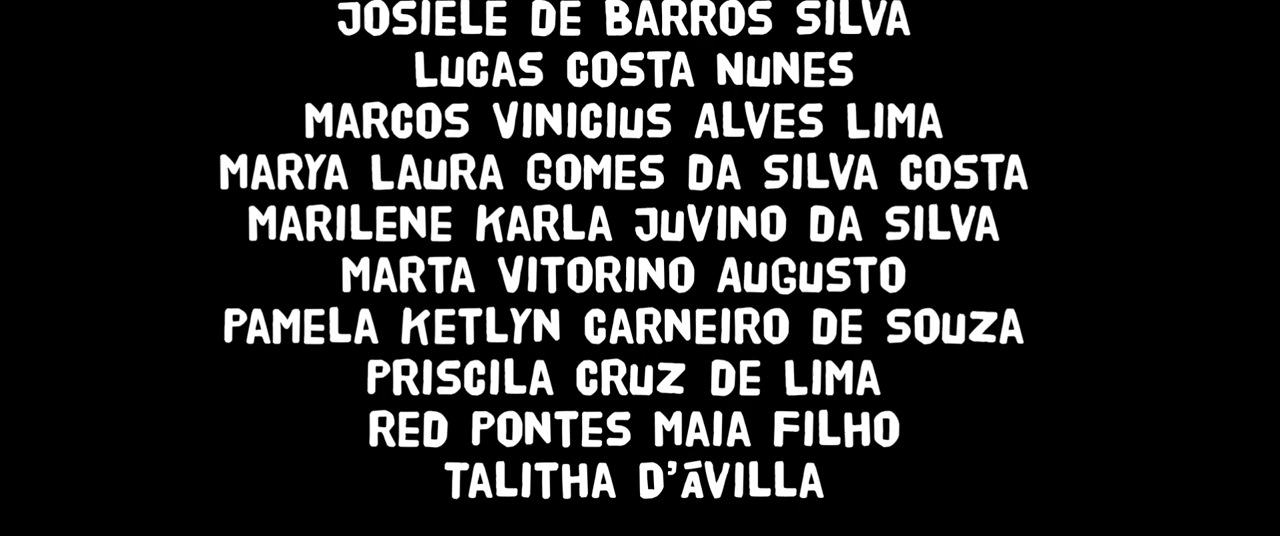 JOSIELE DE BARROS SILVA
LUCAS COSTA NUNES
MARCOS VINICIUS ALVES LIMA
MARYA LAURA GOMES DA SILVA COSTA
MARILENE KARLA JUVINO DA SILVA
MARTA VITORINO AUGUSTO
PAMELA KETLYN CARNEIRO DE SOUZA
PRISCILA CRUZ DE LIMA
RED PONTES MAIA FILHO
TALITHA D'ÁVILLA